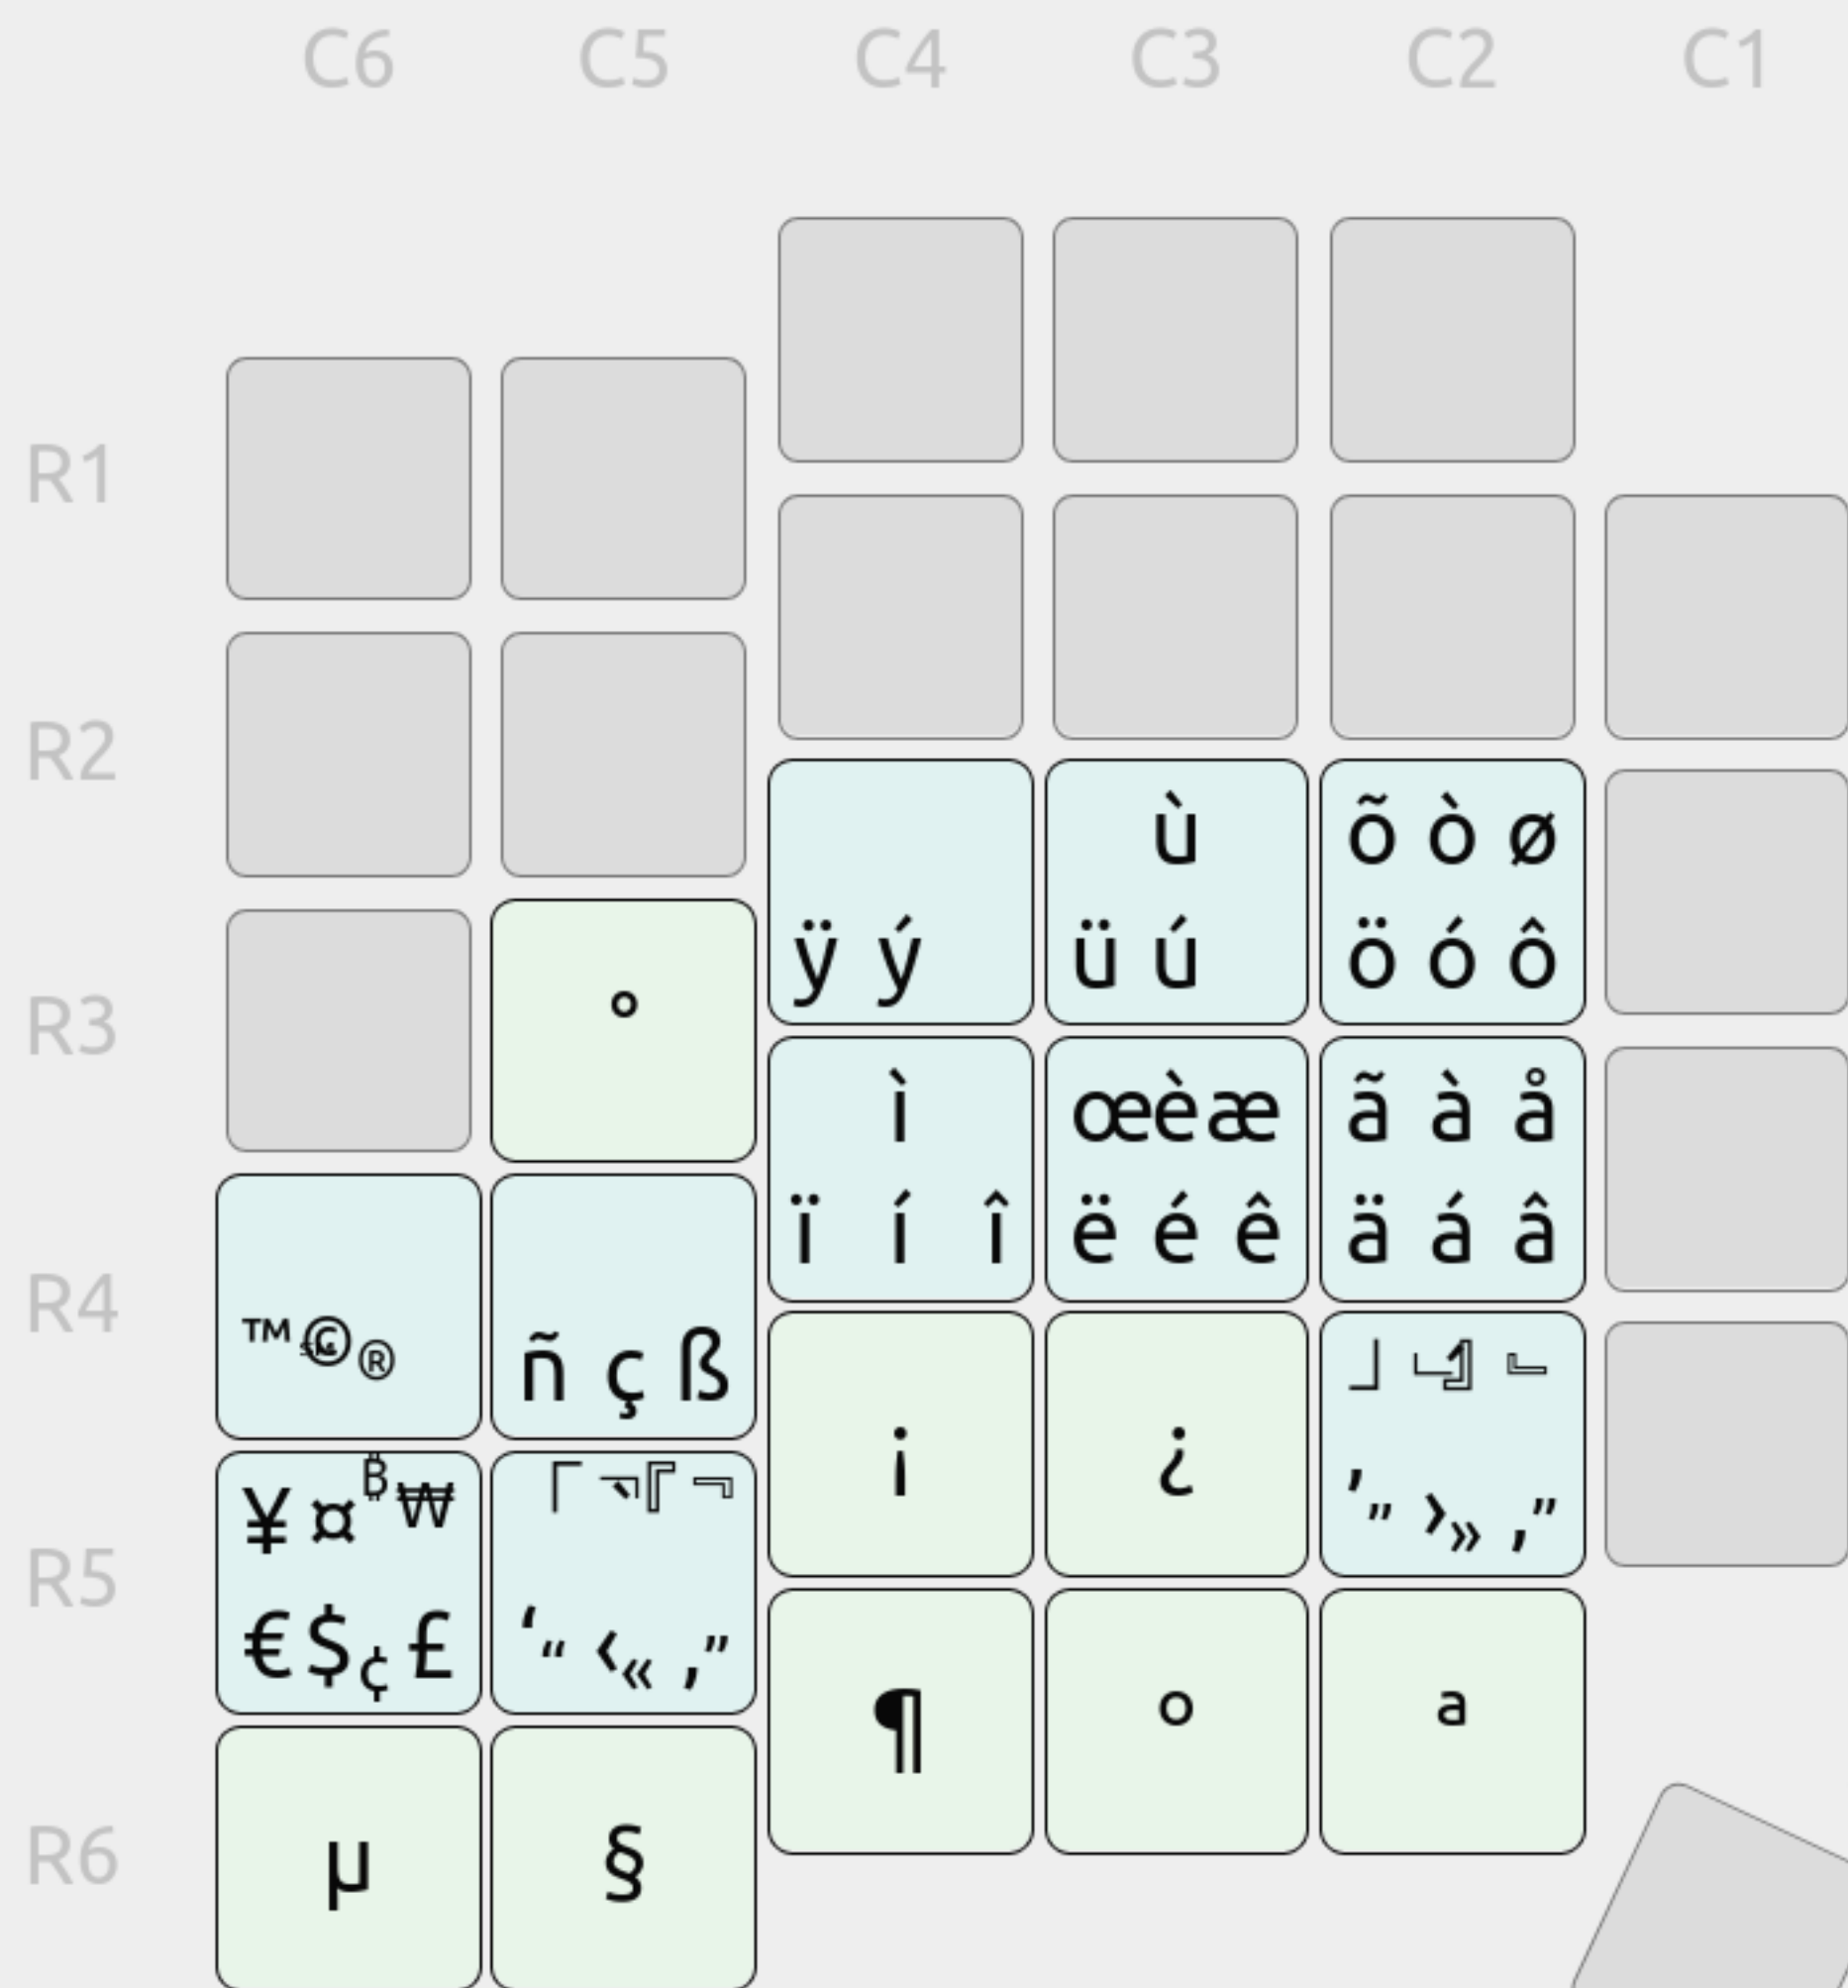 C6 C5 C4 C3 C2 C1
R1
R2
ù õ ò ø
ÿ ý ü ú ö ó ô
R3
°
ì œ è æ ã à å
ï í î ë é ê ä á â
R4
™ © ®
ñ ç ß
¡ ¿
’ ” › » , ”
¥ ¤ ₿ ₩
R5
€ $ ¢ £
‘ “ ‹ « , ”
¶ º ª
R6
µ §